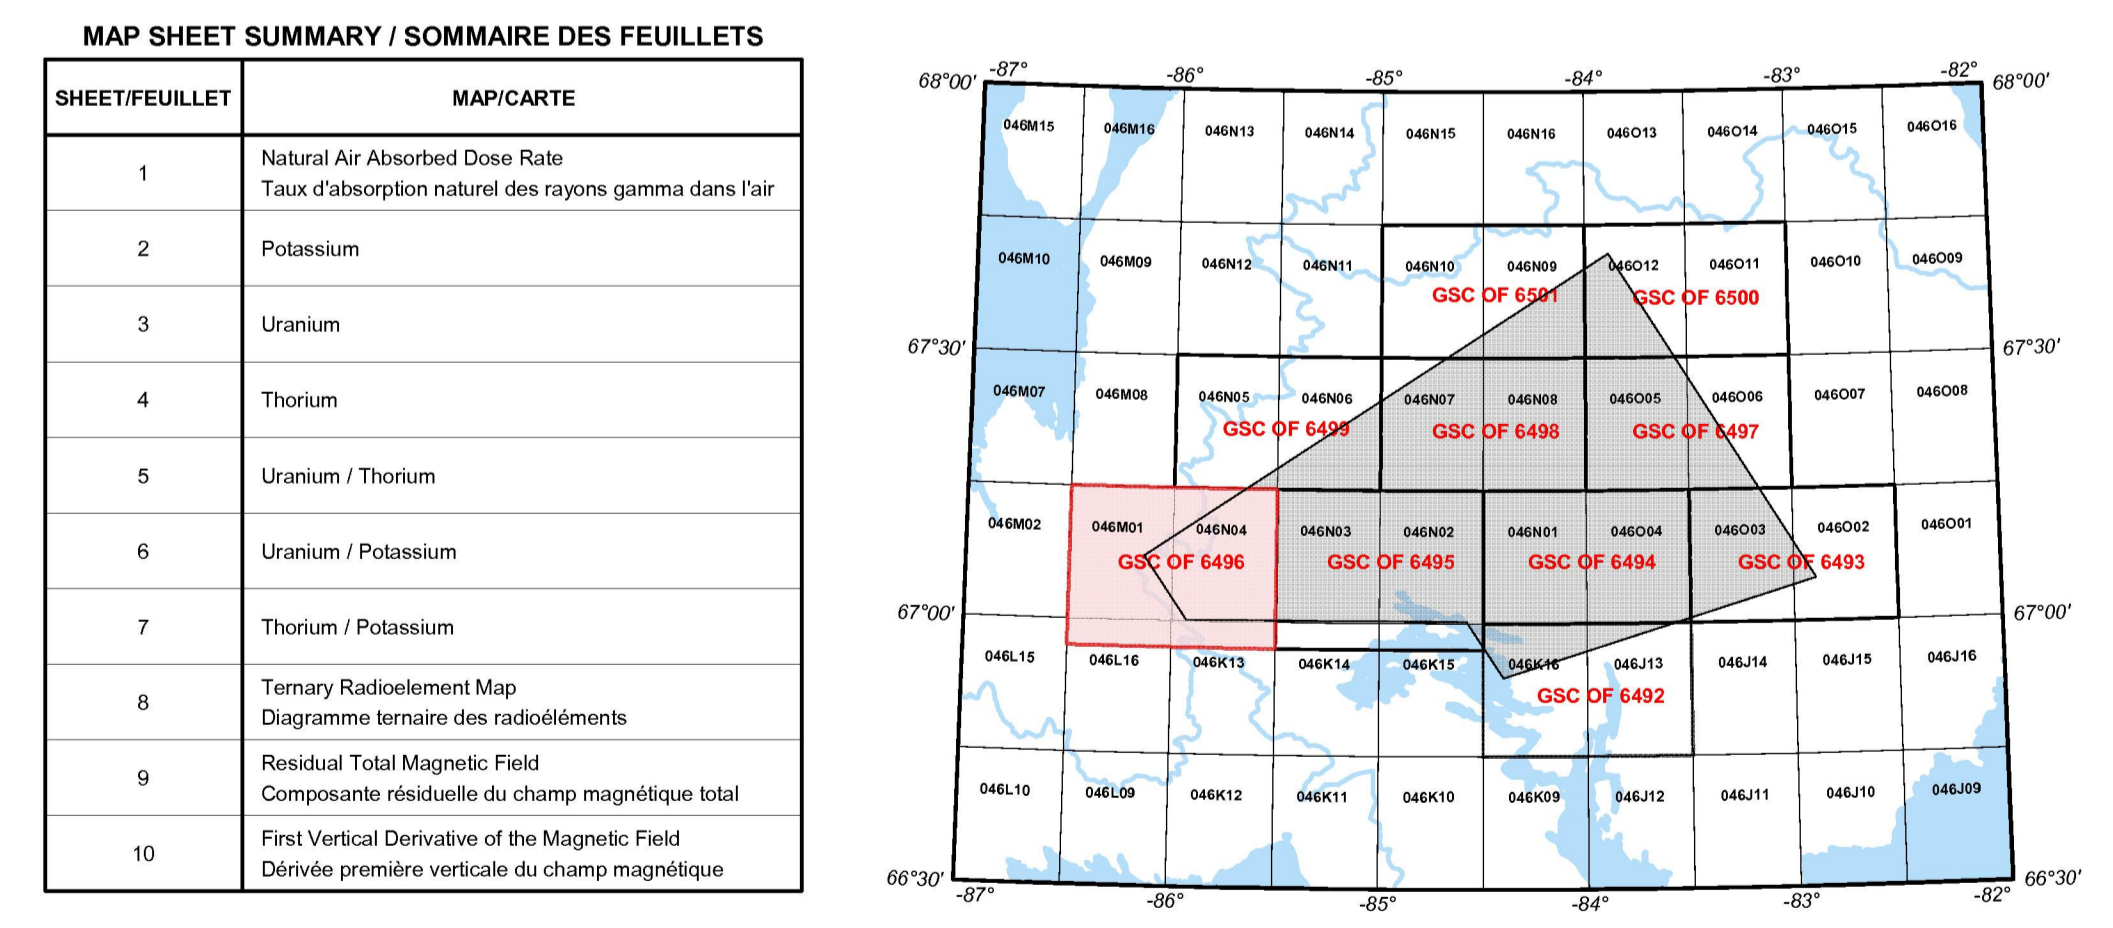 MAP SHEET SUMMARY / SOMMAIRE DES FEUILLETS
SHEET/FEUILLET MAP/CARTE
1 Natural Air Absorbed Dose Rate
Taux d'absorption naturel des rayons gamma dans l'air
2 Potassium
3 Uranium
4 Thorium
5 Uranium / Thorium
6 Uranium / Potassium
7 Thorium / Potassium
8 Ternary Radioelement Map
Diagramme ternaire des radioéléments
9 Residual Total Magnetic Field
Composante résiduelle du champ magnétique total
10 First Vertical Derivative of the Magnetic Field
Dérivée première verticale du champ magnétique
-87° -86° -85° -84° -83° -82°
68°00' 68°00'
046M15 046M16 046N13 046N14 046N15 046N16 046O13 046O14 046O15 046O16
046M10 046M09 046N12 046N11 046N10 046N09 046O12 046O11 046O10 046O09
GSC OF 6501 GSC OF 6500
67°30' 67°30'
046M07 046M08 046N05 046N06 046N07 046N08 046O05 046O06 046O07 046O08
GSC OF 6499 GSC OF 6498 GSC OF 6497
046M02 046M01 046N04 046N03 046N02 046N01 046O04 046O03 046O02 046O01
GSC OF 6496 GSC OF 6495 GSC OF 6494 GSC OF 6493
67°00' 67°00'
046L15 046L16 046K13 046K14 046K15 046K16 046J13 046J14 046J15 046J16
GSC OF 6492
046L10 046L09 046K12 046K11 046K10 046K09 046J12 046J11 046J10 046J09
66°30' 66°30'
-87° -86° -85° -84° -83° -82°